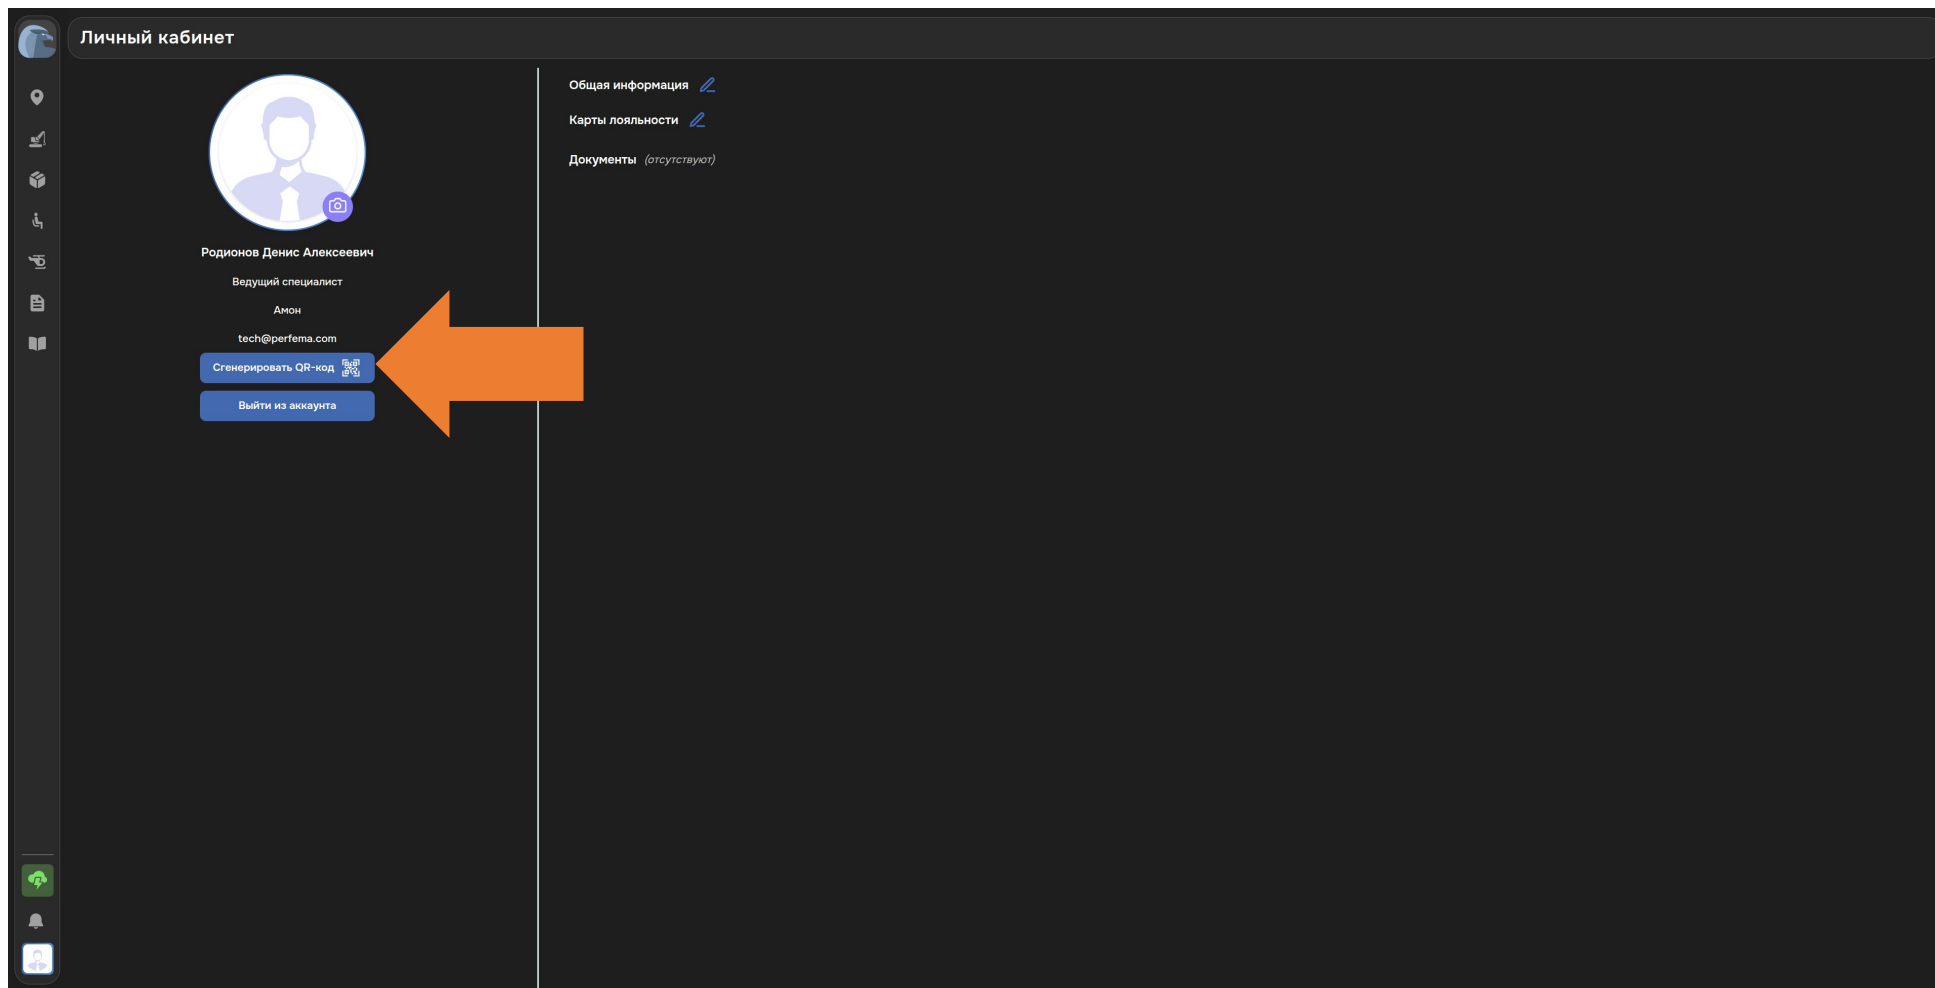 Личный кабинет
Родионов Денис Алексеевич
Ведущий специалист
Амон
tech@perfema.com
Сгенерировать QR-код
Выйти из аккаунта
Общая информация
Карты лояльности
Документы (отсутствуют)